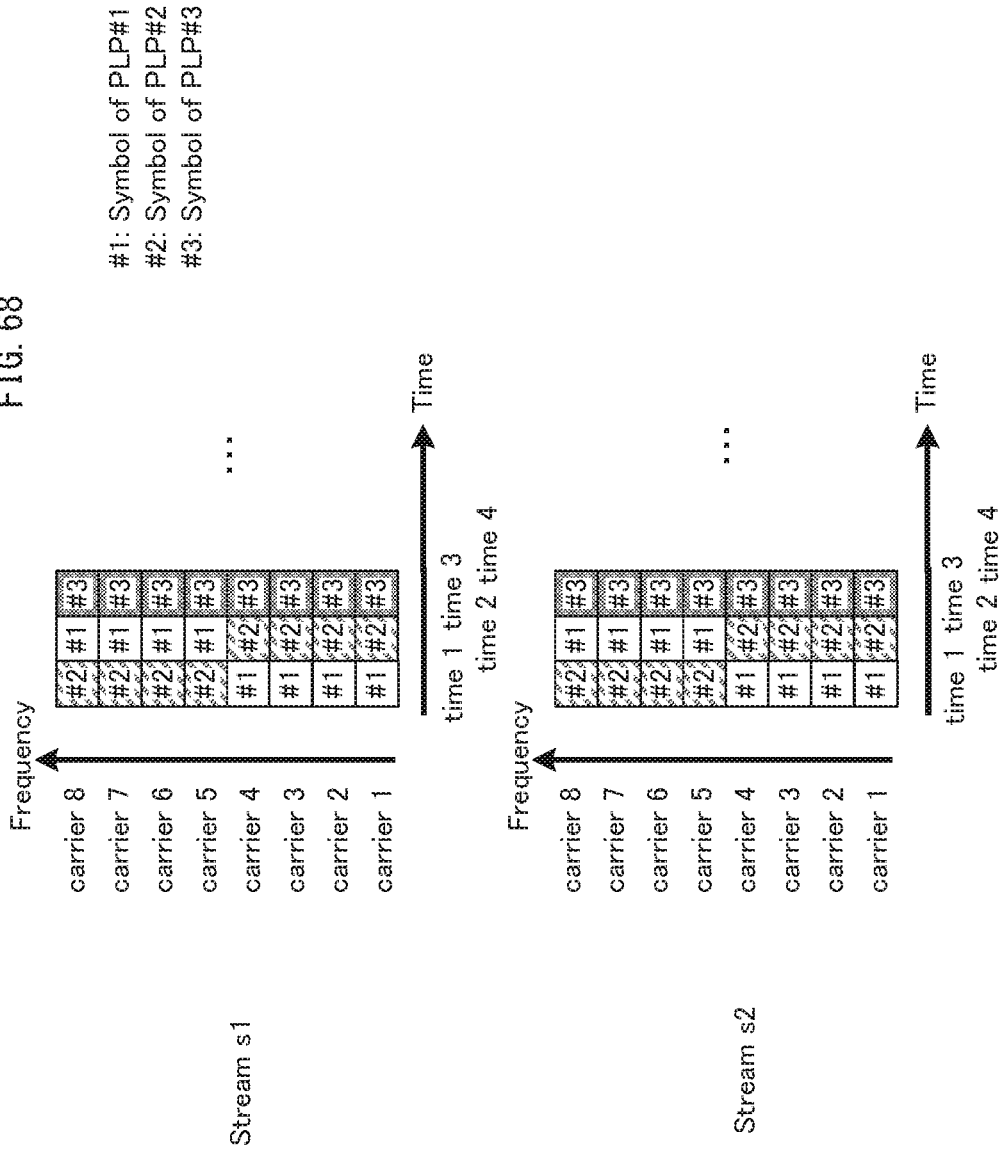 FIG. 68
Frequency
#1: Symbol of PLP#1
#2: Symbol of PLP#2
#3: Symbol of PLP#3
carrier 8 #2 #1 #3
carrier 7 #2 #1 #3
carrier 6 #2 #1 #3
carrier 5 #2 #1 #3
Stream s1
carrier 4 #1 #2 #3
...
carrier 3 #1 #2 #3
carrier 2 #1 #2 #3
carrier 1 #1 #2 #3
Time
time 1 time 3
time 2 time 4
Frequency
carrier 8 #2 #1 #3
carrier 7 #2 #1 #3
carrier 6 #2 #1 #3
carrier 5 #2 #1 #3
Stream s2
carrier 4 #1 #2 #3
...
carrier 3 #1 #2 #3
carrier 2 #1 #2 #3
carrier 1 #1 #2 #3
Time
time 1 time 3
time 2 time 4